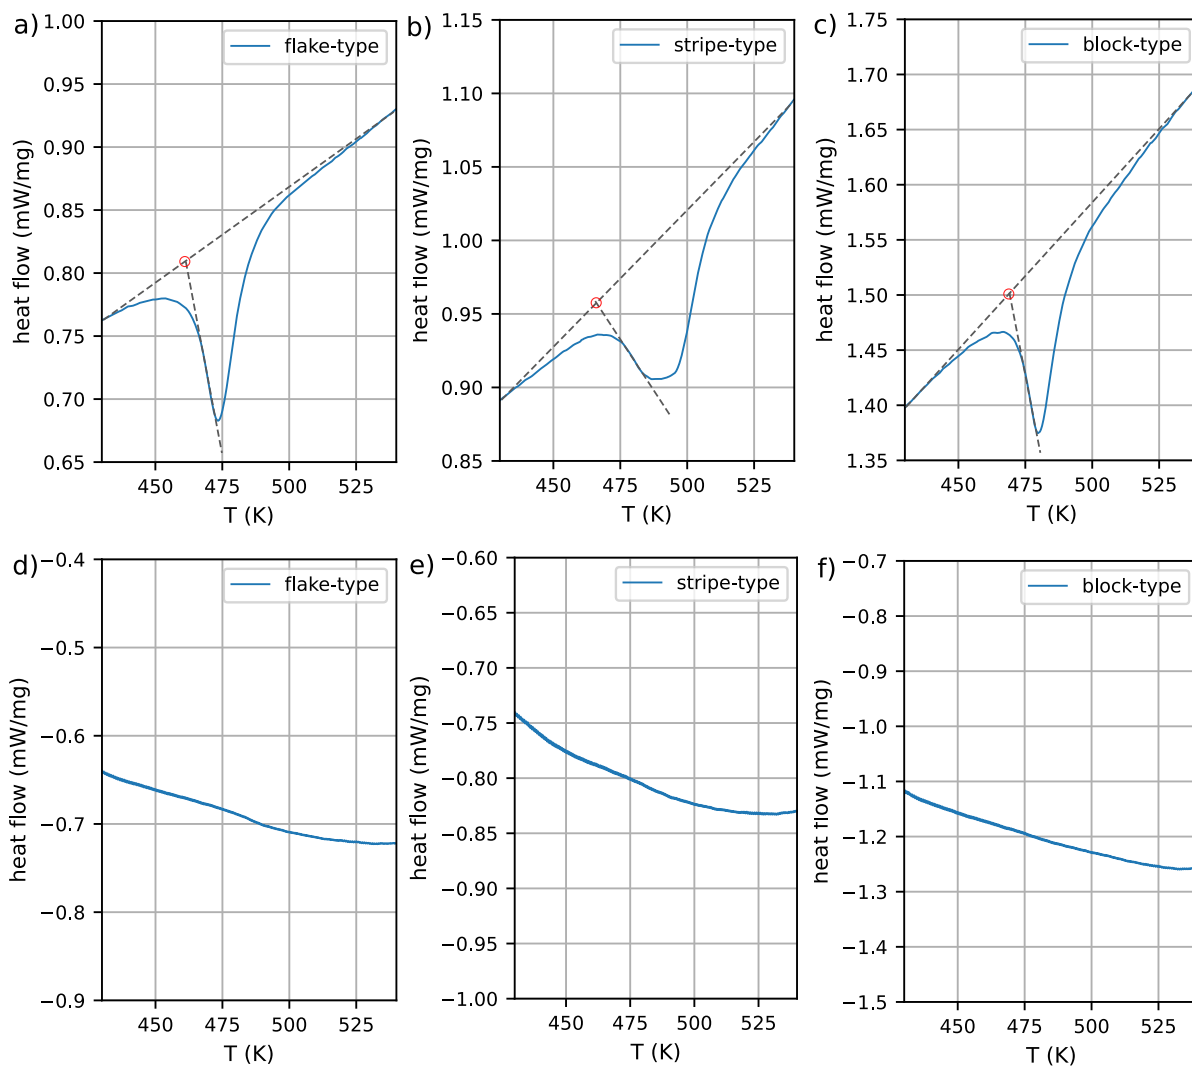 a)
flake-type
1.00
0.95
0.90
0.85
0.80
0.75
0.70
0.65
heat flow (mW/mg)
450 475 500 525
T (K)
b)
stripe-type
1.15
1.10
1.05
1.00
0.95
0.90
0.85
heat flow (mW/mg)
450 475 500 525
T (K)
c)
block-type
1.75
1.70
1.65
1.60
1.55
1.50
1.45
1.40
1.35
heat flow (mW/mg)
450 475 500 525
T (K)
d)
flake-type
−0.4
−0.5
−0.6
−0.7
−0.8
−0.9
heat flow (mW/mg)
450 475 500 525
T (K)
e)
stripe-type
−0.60
−0.65
−0.70
−0.75
−0.80
−0.85
−0.90
−0.95
−1.00
heat flow (mW/mg)
450 475 500 525
T (K)
f)
block-type
−0.7
−0.8
−0.9
−1.0
−1.1
−1.2
−1.3
−1.4
−1.5
heat flow (mW/mg)
450 475 500 525
T (K)